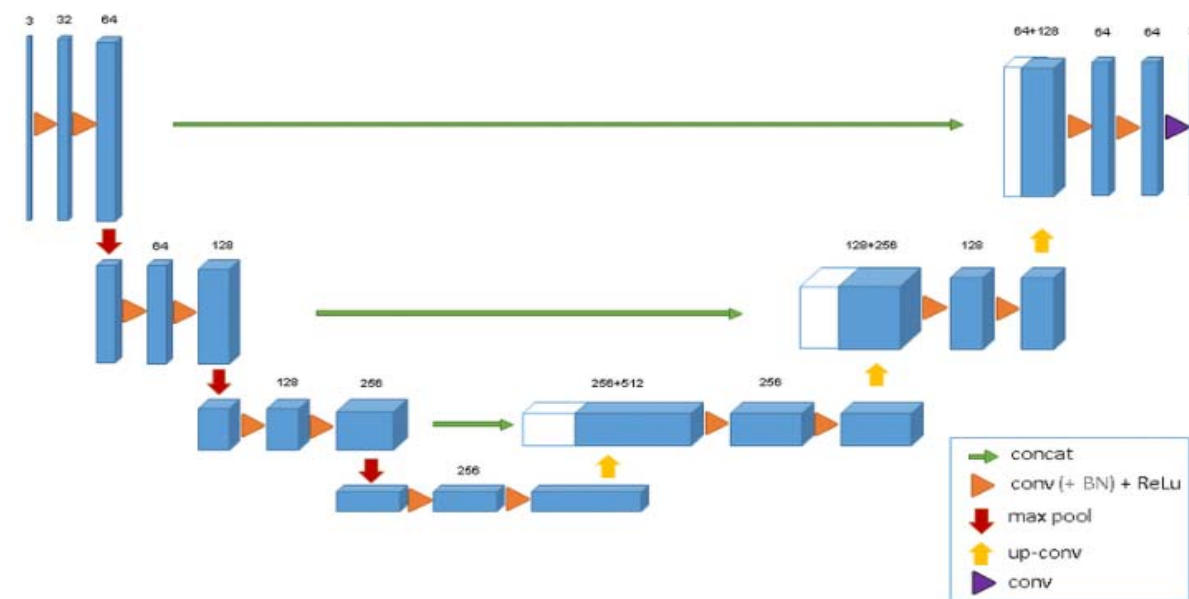 3 32 64
64+128 64 64
64 128
128+256 128
128 256
256+512 256
256
concat
conv (+ BN) + ReLu
max pool
up-conv
conv